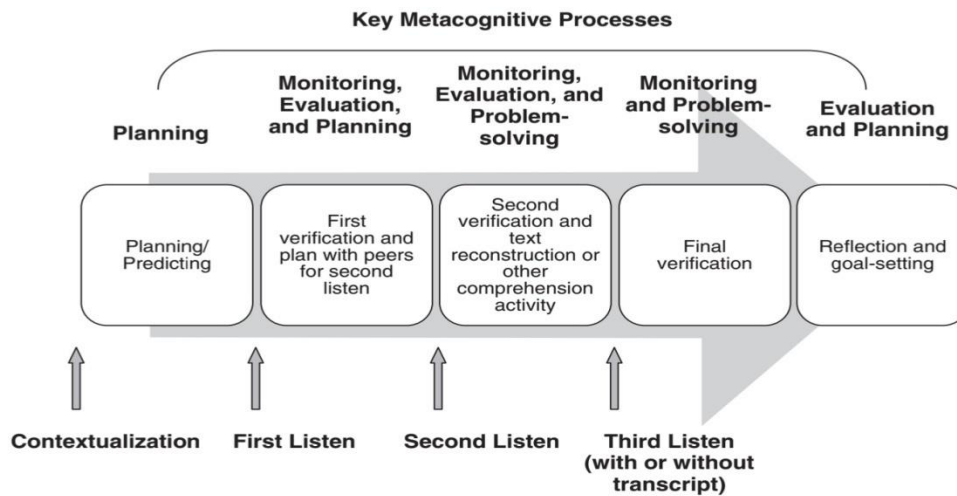 Key Metacognitive Processes
Planning
Monitoring,
Evaluation,
and Planning
Monitoring,
Evaluation, and
Problem-
solving
Monitoring
and Problem-
solving
Evaluation
and Planning
Planning/
Predicting
First
verification and
plan with peers
for second
listen
Second
verification and
text
reconstruction or
other
comprehension
activity
Final
verification
Reflection and
goal-setting
Contextualization
First Listen
Second Listen
Third Listen
(with or without
transcript)